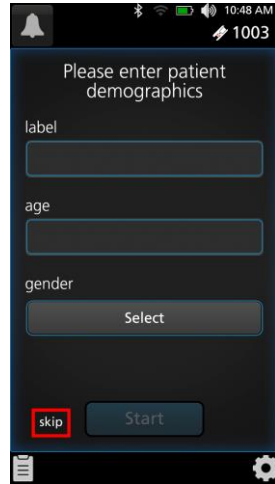 10:48 AM
1003
Please enter patient
demographics
label
age
gender
Select
skip
Start